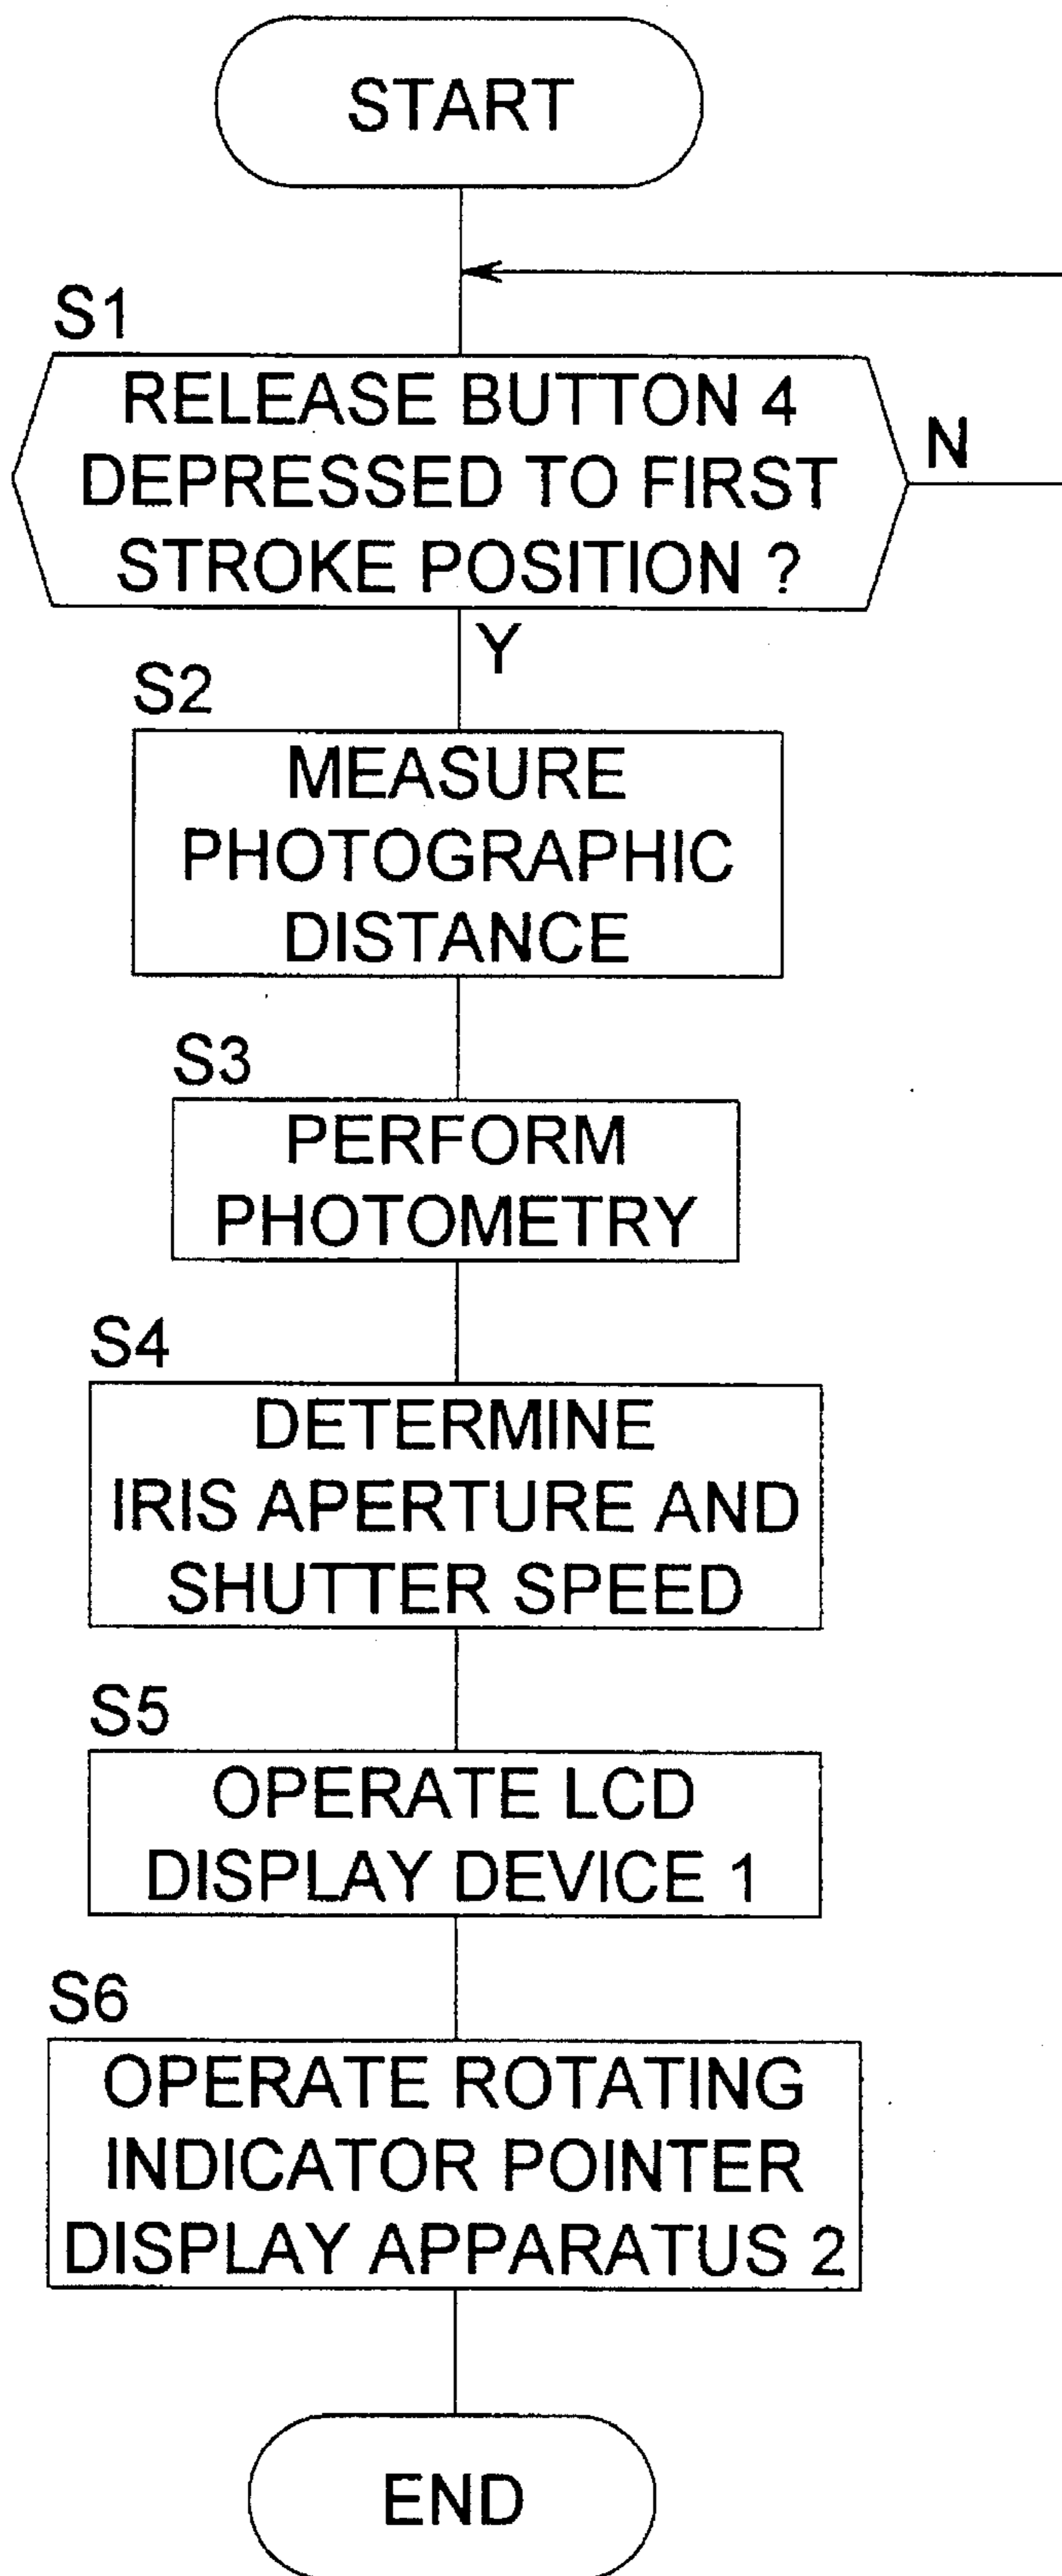 START
S1
RELEASE BUTTON 4
DEPRESSED TO FIRST
STROKE POSITION ?
N
Y
S2
MEASURE
PHOTOGRAPHIC
DISTANCE
S3
PERFORM
PHOTOMETRY
S4
DETERMINE
IRIS APERTURE AND
SHUTTER SPEED
S5
OPERATE LCD
DISPLAY DEVICE 1
S6
OPERATE ROTATING
INDICATOR POINTER
DISPLAY APPARATUS 2
END